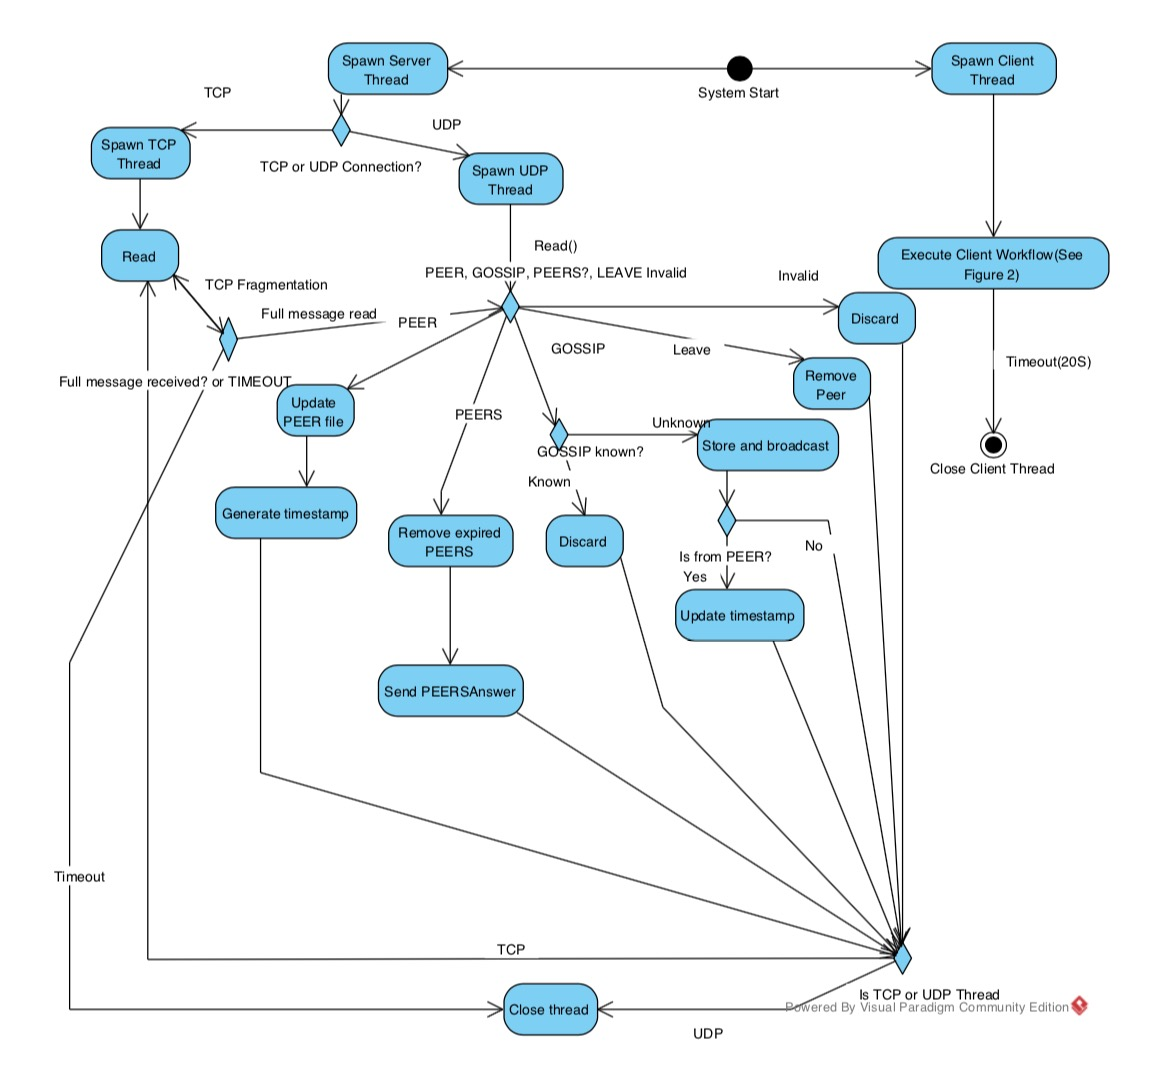 Spawn Server
Thread
System Start
Spawn Client
Thread
TCP
UDP
TCP or UDP Connection?
Spawn TCP
Thread
Spawn UDP
Thread
Read
Read()
PEER, GOSSIP, PEERS?, LEAVE Invalid
Invalid
Execute Client Workflow(See
Figure 2)
TCP Fragmentation
Full message read
PEER
Discard
GOSSIP
Leave
Timeout(20S)
Full message received? or TIMEOUT
Remove
Peer
Update
PEER file
PEERS
Unknown
Store and broadcast
GOSSIP known?
Close Client Thread
Known
Generate timestamp
Remove expired
PEERS
Discard
Is from PEER?
No
Yes
Update timestamp
Send PEERSAnswer
Timeout
TCP
Is TCP or UDP Thread
Powered By Visual Paradigm Community Edition
Close thread
UDP